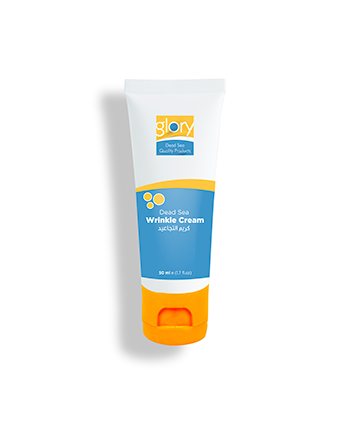 glory
Dead Sea
Quality Products
Dead Sea
Wrinkle Cream
كريم التجاعيد
50 ml e (1.7 fl.oz)